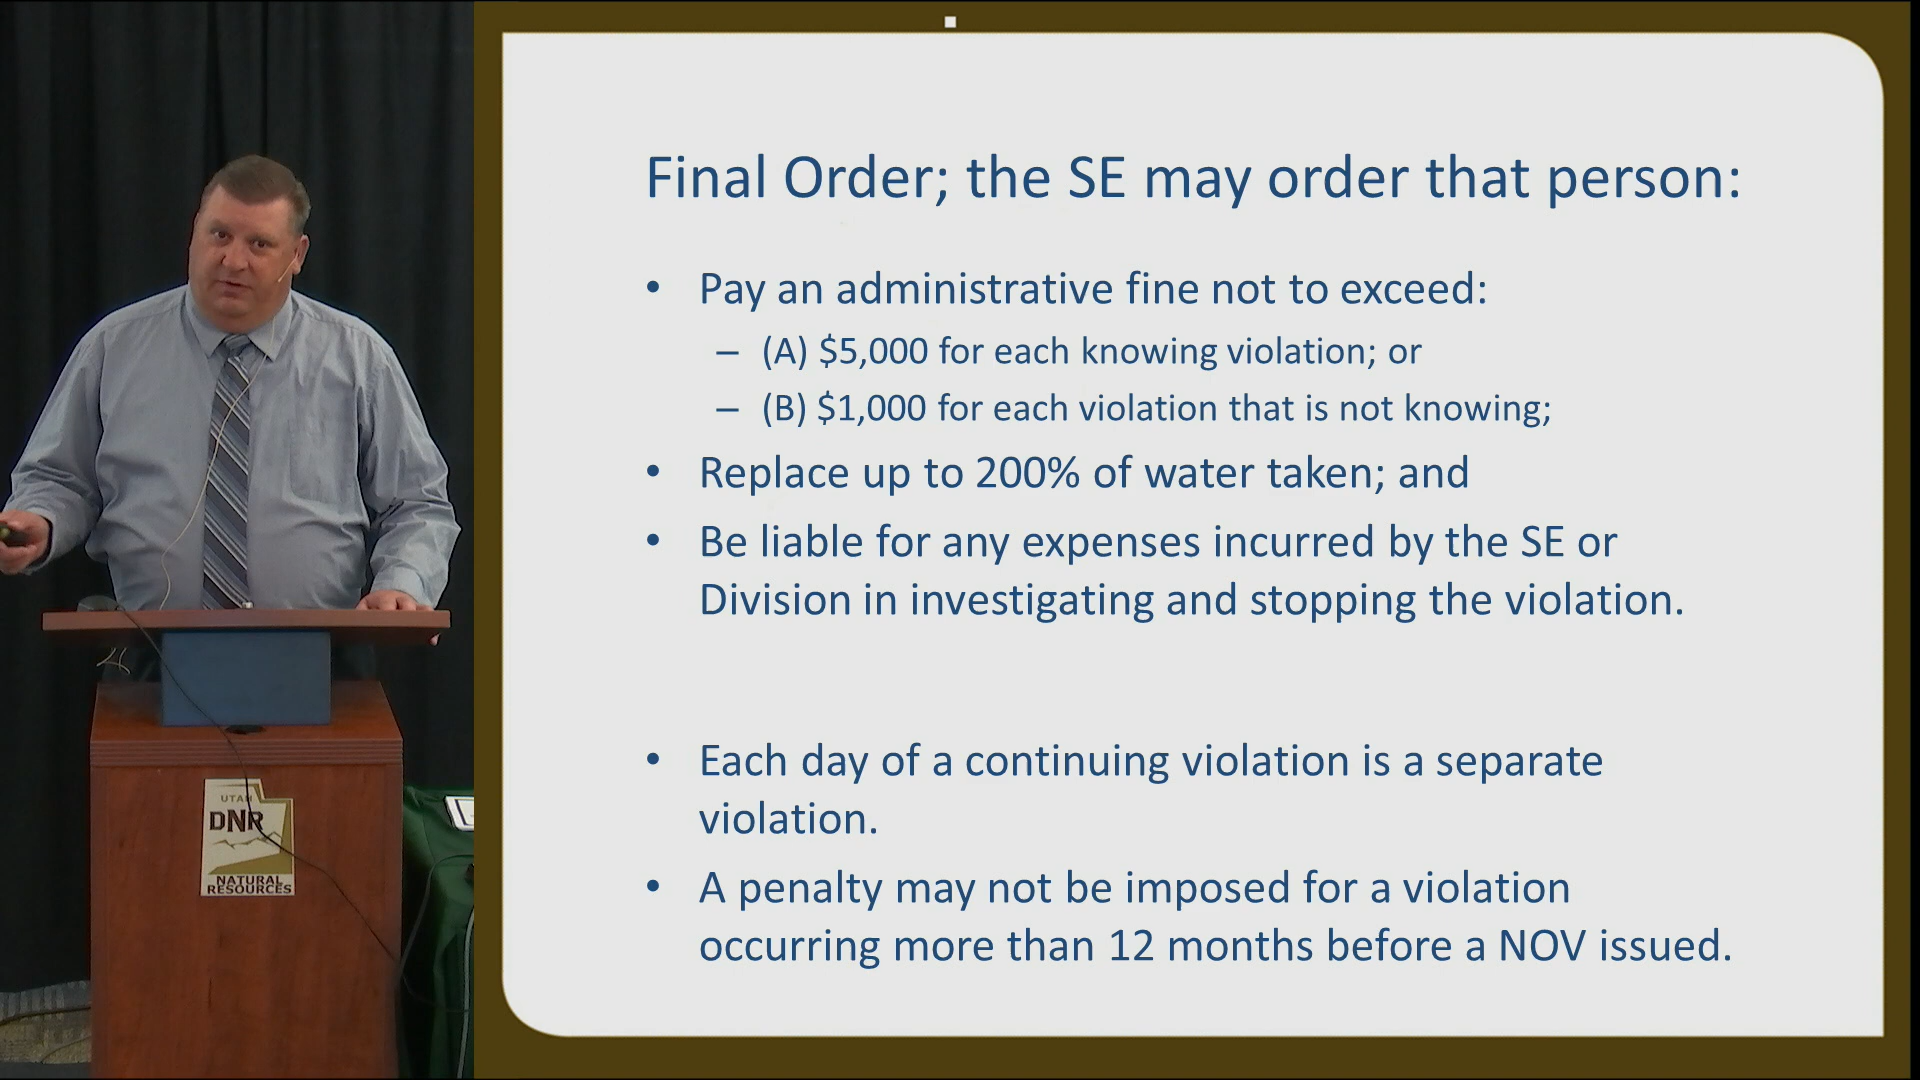 Final Order; the SE may order that person:
• Pay an administrative fine not to exceed:
– (A) $5,000 for each knowing violation; or
– (B) $1,000 for each violation that is not knowing;
• Replace up to 200% of water taken; and
• Be liable for any expenses incurred by the SE or
Division in investigating and stopping the violation.
• Each day of a continuing violation is a separate
violation.
• A penalty may not be imposed for a violation
occurring more than 12 months before a NOV issued.
UTAH
DNR
NATURAL
RESOURCES